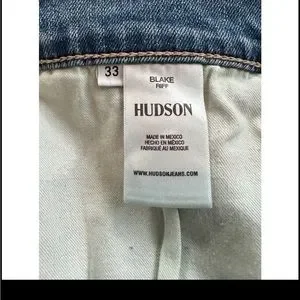 33
BLAKE
RIFF
HUDSON
MADE IN MEXICO
HECHO EN MÉXICO
FABRIQUÉ AU MEXIQUE
WWW.HUDSONJEANS.COM